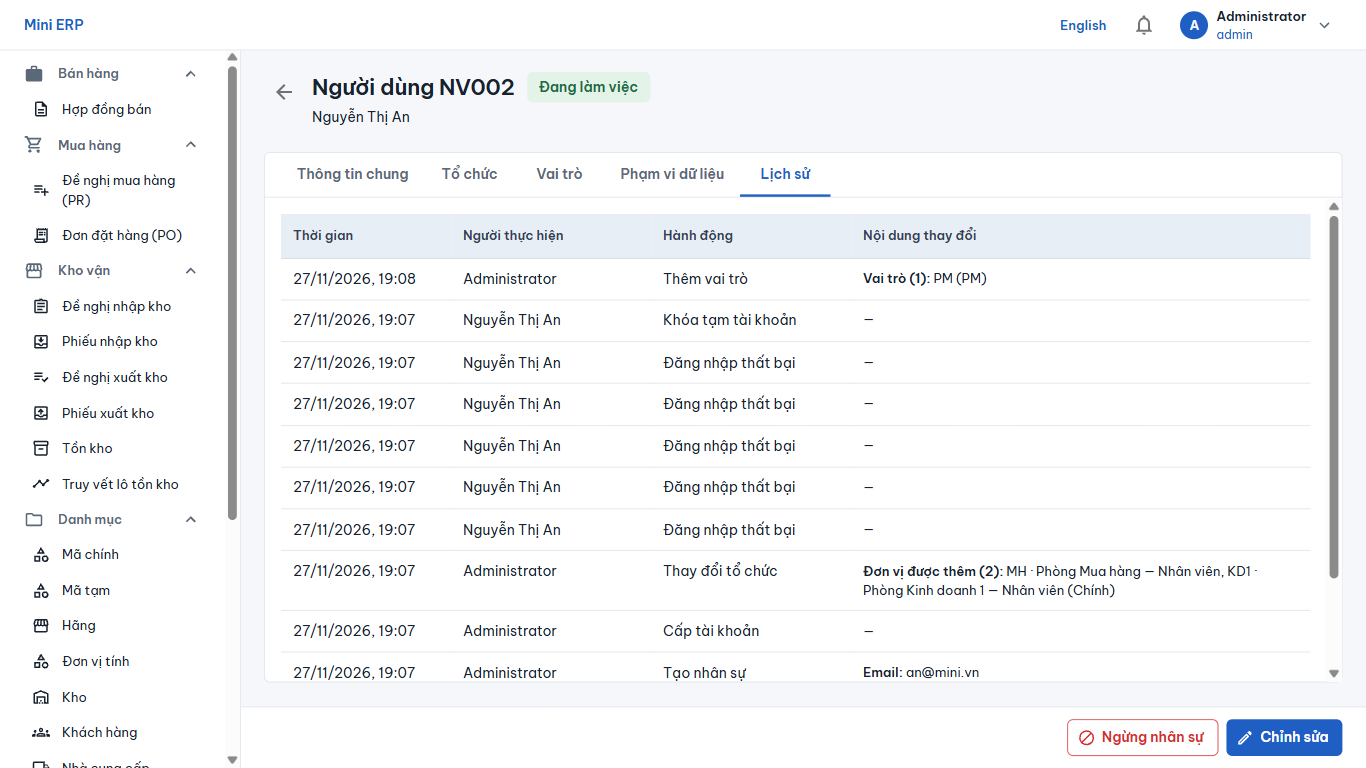 Mini ERP
English
A
Administrator
admin
Bán hàng
Hợp đồng bán
Mua hàng
Đề nghị mua hàng
(PR)
Đơn đặt hàng (PO)
Kho vận
Đề nghị nhập kho
Phiếu nhập kho
Đề nghị xuất kho
Phiếu xuất kho
Tồn kho
Truy vết lô tồn kho
Danh mục
Mã chính
Mã tạm
Hãng
Đơn vị tính
Kho
Khách hàng
Nhà cung cấp
Người dùng NV002
Đang làm việc
Nguyễn Thị An
Thông tin chung Tổ chức Vai trò Phạm vi dữ liệu Lịch sử
Thời gian Người thực hiện Hành động Nội dung thay đổi
27/11/2026, 19:08 Administrator Thêm vai trò Vai trò (1): PM (PM)
27/11/2026, 19:07 Nguyễn Thị An Khóa tạm tài khoản —
27/11/2026, 19:07 Nguyễn Thị An Đăng nhập thất bại —
27/11/2026, 19:07 Nguyễn Thị An Đăng nhập thất bại —
27/11/2026, 19:07 Nguyễn Thị An Đăng nhập thất bại —
27/11/2026, 19:07 Nguyễn Thị An Đăng nhập thất bại —
27/11/2026, 19:07 Nguyễn Thị An Đăng nhập thất bại —
27/11/2026, 19:07 Administrator Thay đổi tổ chức Đơn vị được thêm (2): MH · Phòng Mua hàng — Nhân viên, KD1 ·
Phòng Kinh doanh 1 — Nhân viên (Chính)
27/11/2026, 19:07 Administrator Cấp tài khoản —
27/11/2026, 19:07 Administrator Tạo nhân sự Email: an@mini.vn
Ngừng nhân sự
Chỉnh sửa